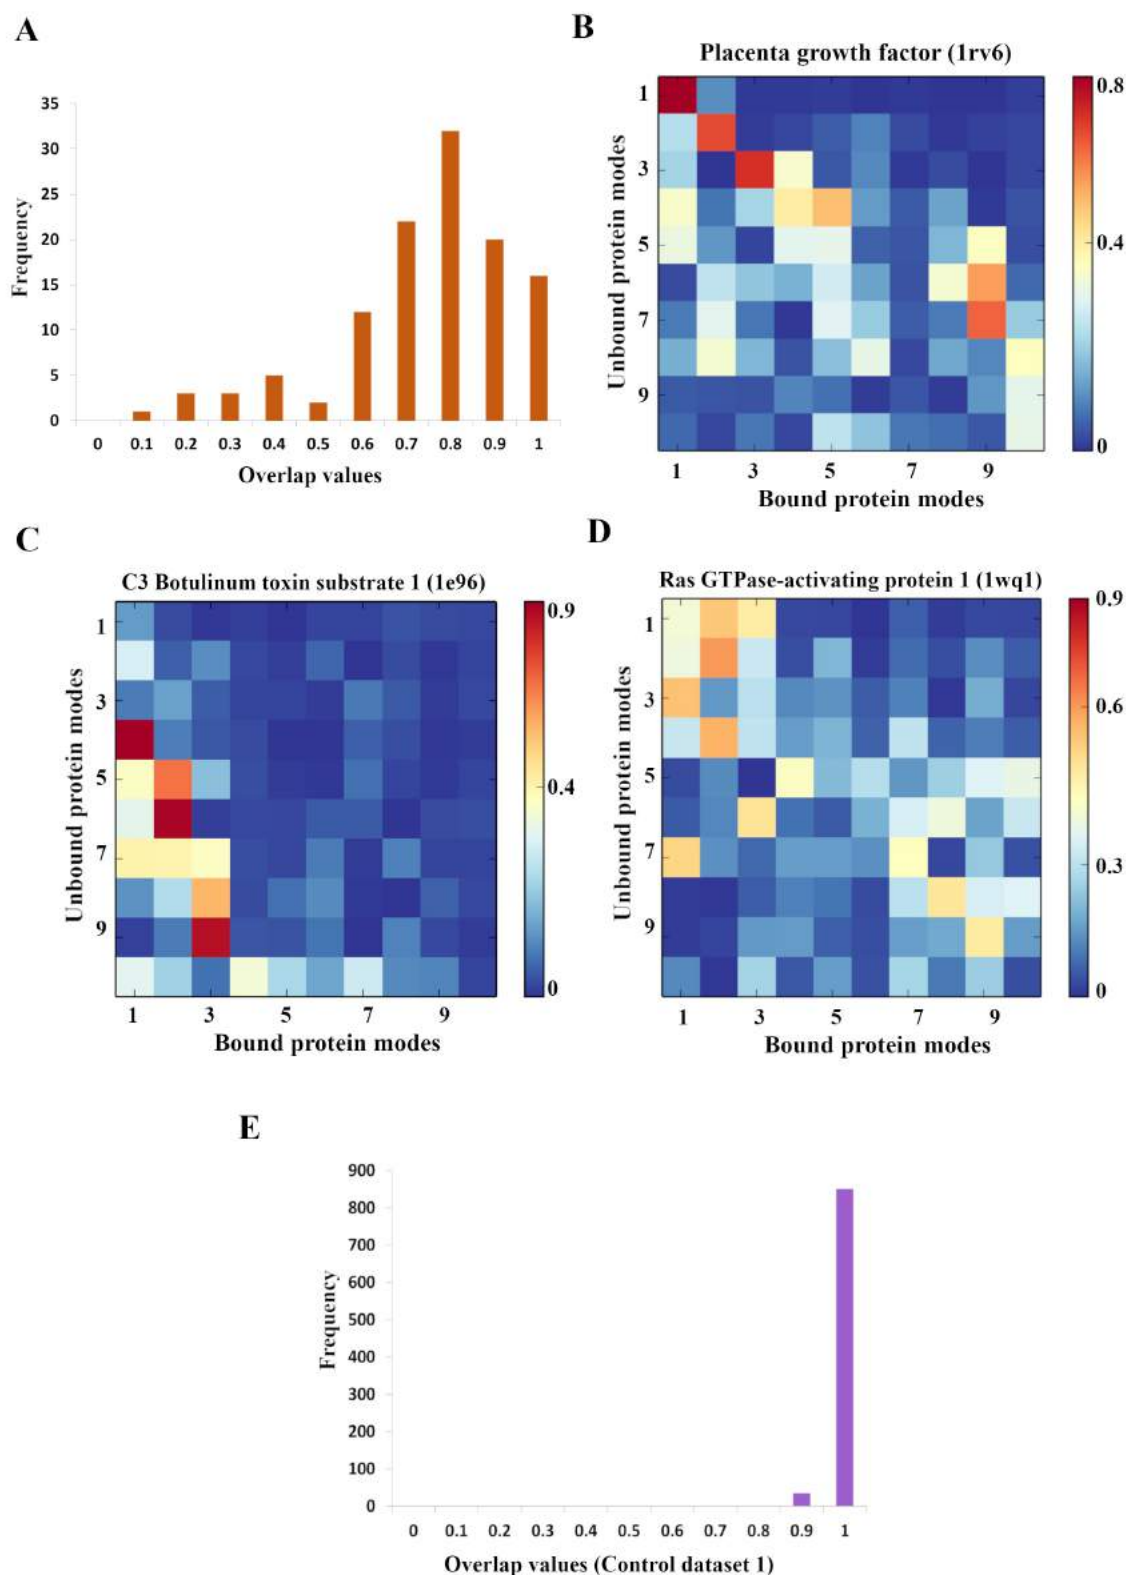 A
35
30
25
20
15
10
5
0
Frequency
0 0.1 0.2 0.3 0.4 0.5 0.6 0.7 0.8 0.9 1
Overlap values
B
Placenta growth factor (1rv6)
Unbound protein modes
1
3
5
7
9
1 3 5 7 9
Bound protein modes
0.8
0.4
0
C
C3 Botulinum toxin substrate 1 (1e96)
Unbound protein modes
1
3
5
7
9
1 3 5 7 9
Bound protein modes
0.9
0.4
0
D
Ras GTPase-activating protein 1 (1wq1)
Unbound protein modes
1
3
5
7
9
1 3 5 7 9
Bound protein modes
0.9
0.6
0.3
0
E
900
800
700
600
500
400
300
200
100
0
Frequency
0 0.1 0.2 0.3 0.4 0.5 0.6 0.7 0.8 0.9 1
Overlap values (Control dataset 1)